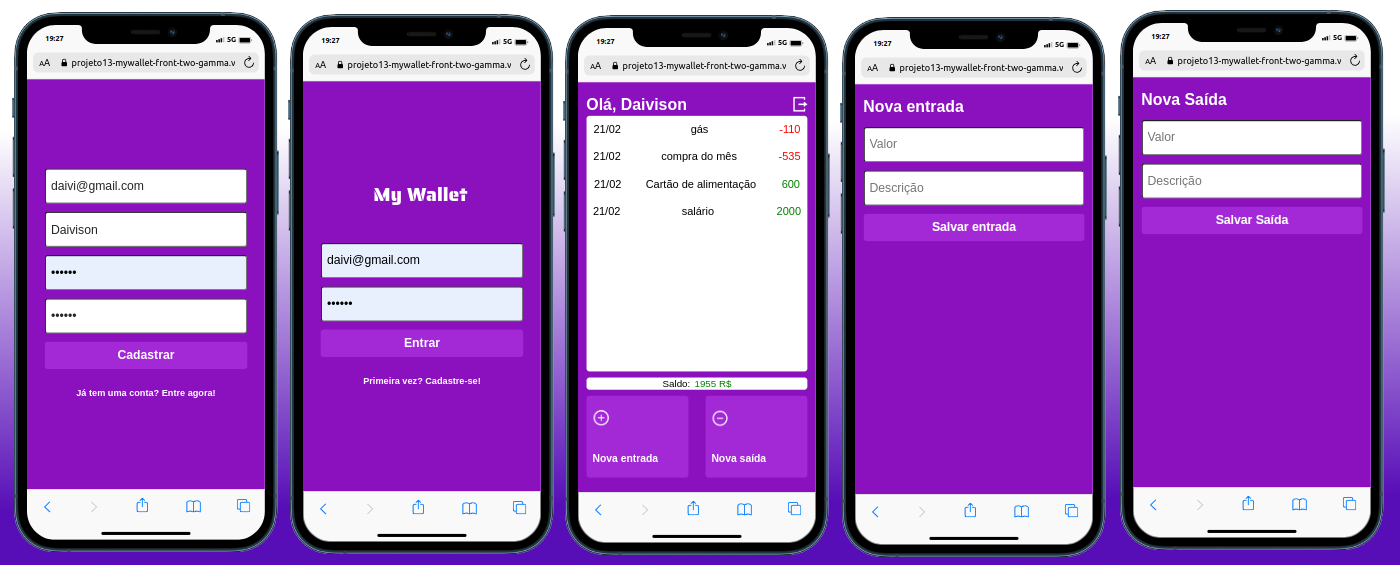 19:27
5G
AA projeto13-mywallet-front-two-gamma.v
daivi@gmail.com
Daivison
••••••
••••••
Cadastrar
Já tem uma conta? Entre agora!
19:27
5G
AA projeto13-mywallet-front-two-gamma.v
My Wallet
daivi@gmail.com
••••••
Entrar
Primeira vez? Cadastre-se!
19:27
5G
AA projeto13-mywallet-front-two-gamma.v
Olá, Daivison
21/02 gás -110
21/02 compra do mês -535
21/02 Cartão de alimentação 600
21/02 salário 2000
Saldo: 1955 R$
Nova entrada
Nova saída
19:27
5G
AA projeto13-mywallet-front-two-gamma.v
Nova entrada
Valor
Descrição
Salvar entrada
19:27
5G
AA projeto13-mywallet-front-two-gamma.v
Nova Saída
Valor
Descrição
Salvar Saída